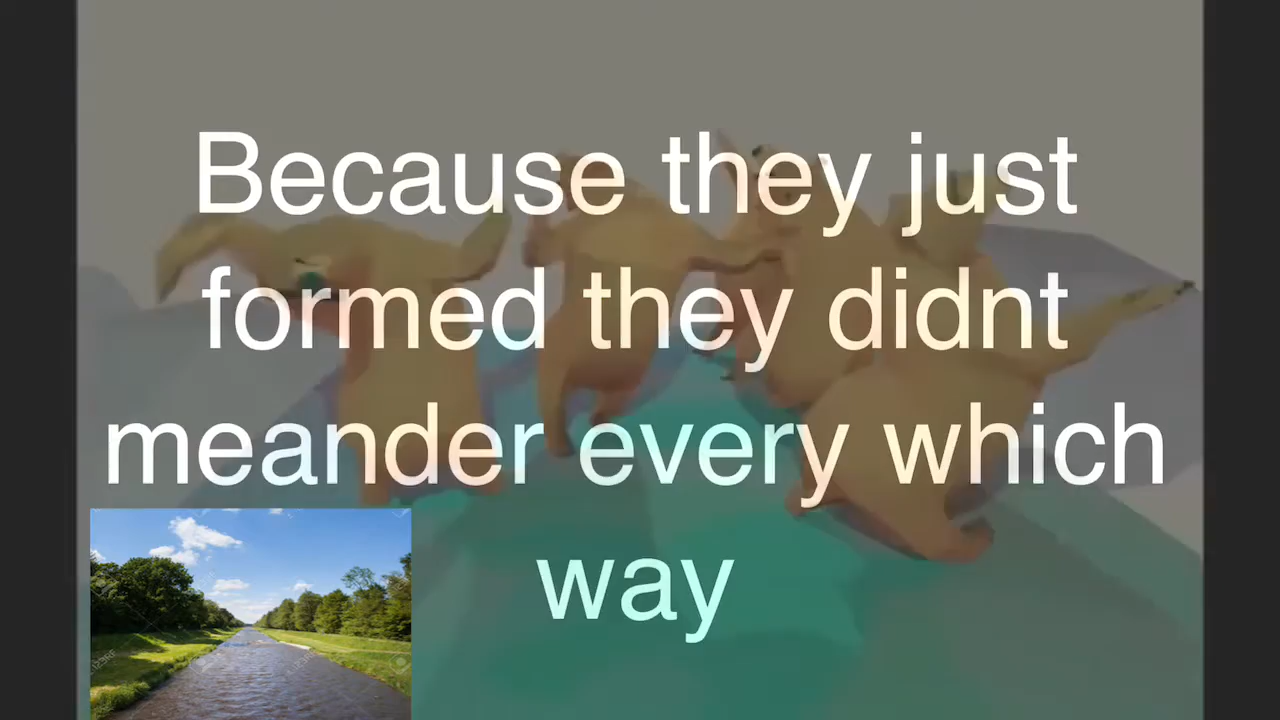 Because they just
formed they didnt
meander every which
way